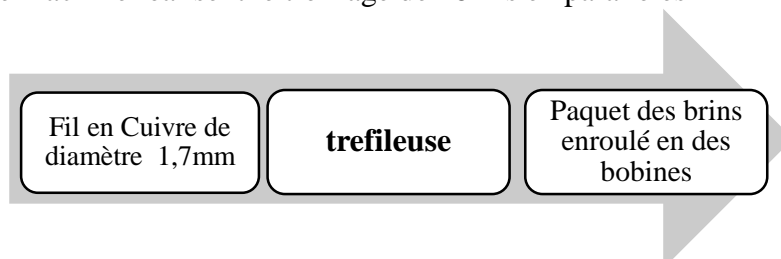 Fil en Cuivre de
diamètre 1,7mm
trefileuse
Paquet des brins
enroulé en des
bobines